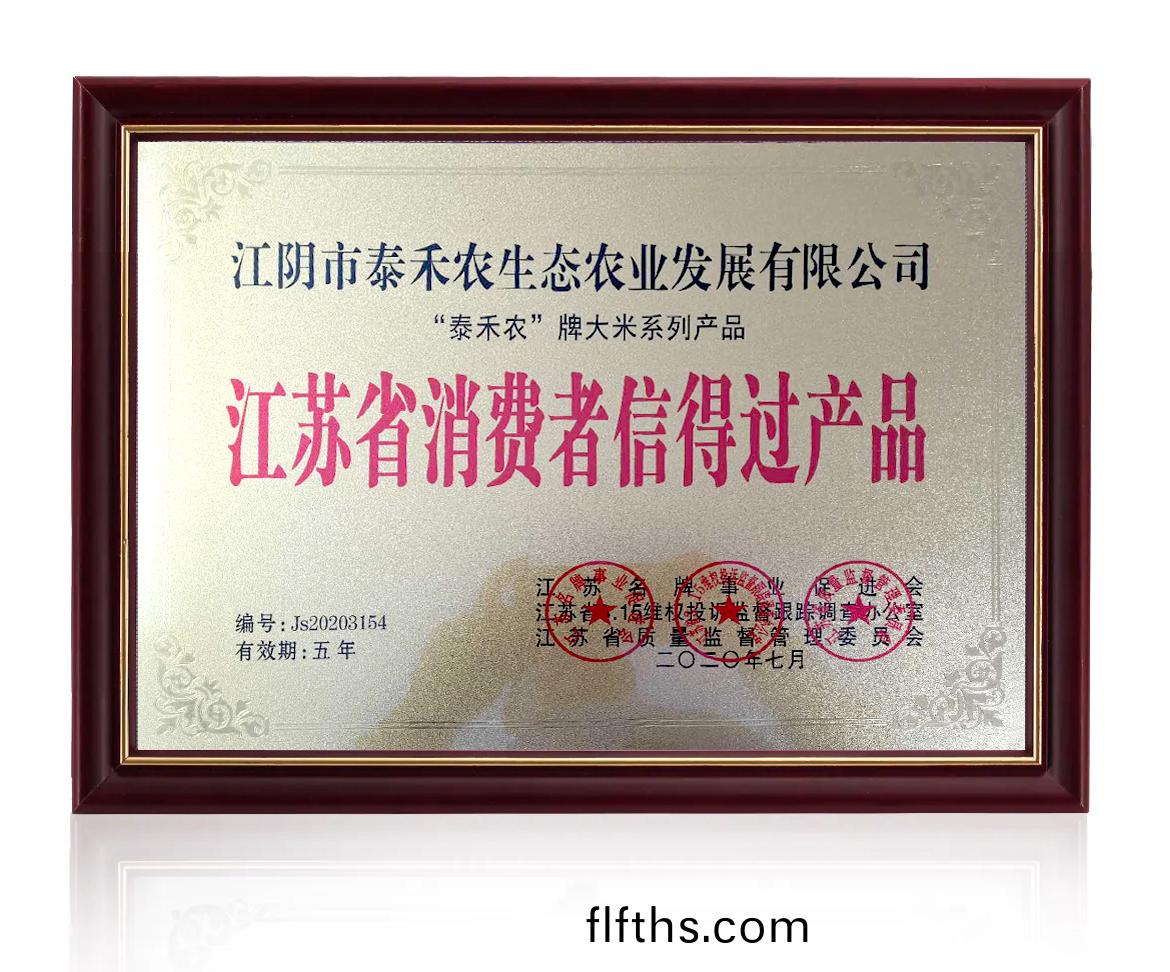 江阴市泰禾农生态农业发展有限公司
“泰禾农”牌大米系列产品
江苏省消费者信得过产品
编号:Js20203154
有效期:五年
江苏名牌事业促进会
江苏省3.15维权投诉监督跟踪调查办公室
江苏省质量监督管理委员会
二〇二〇年七月
flfths.com